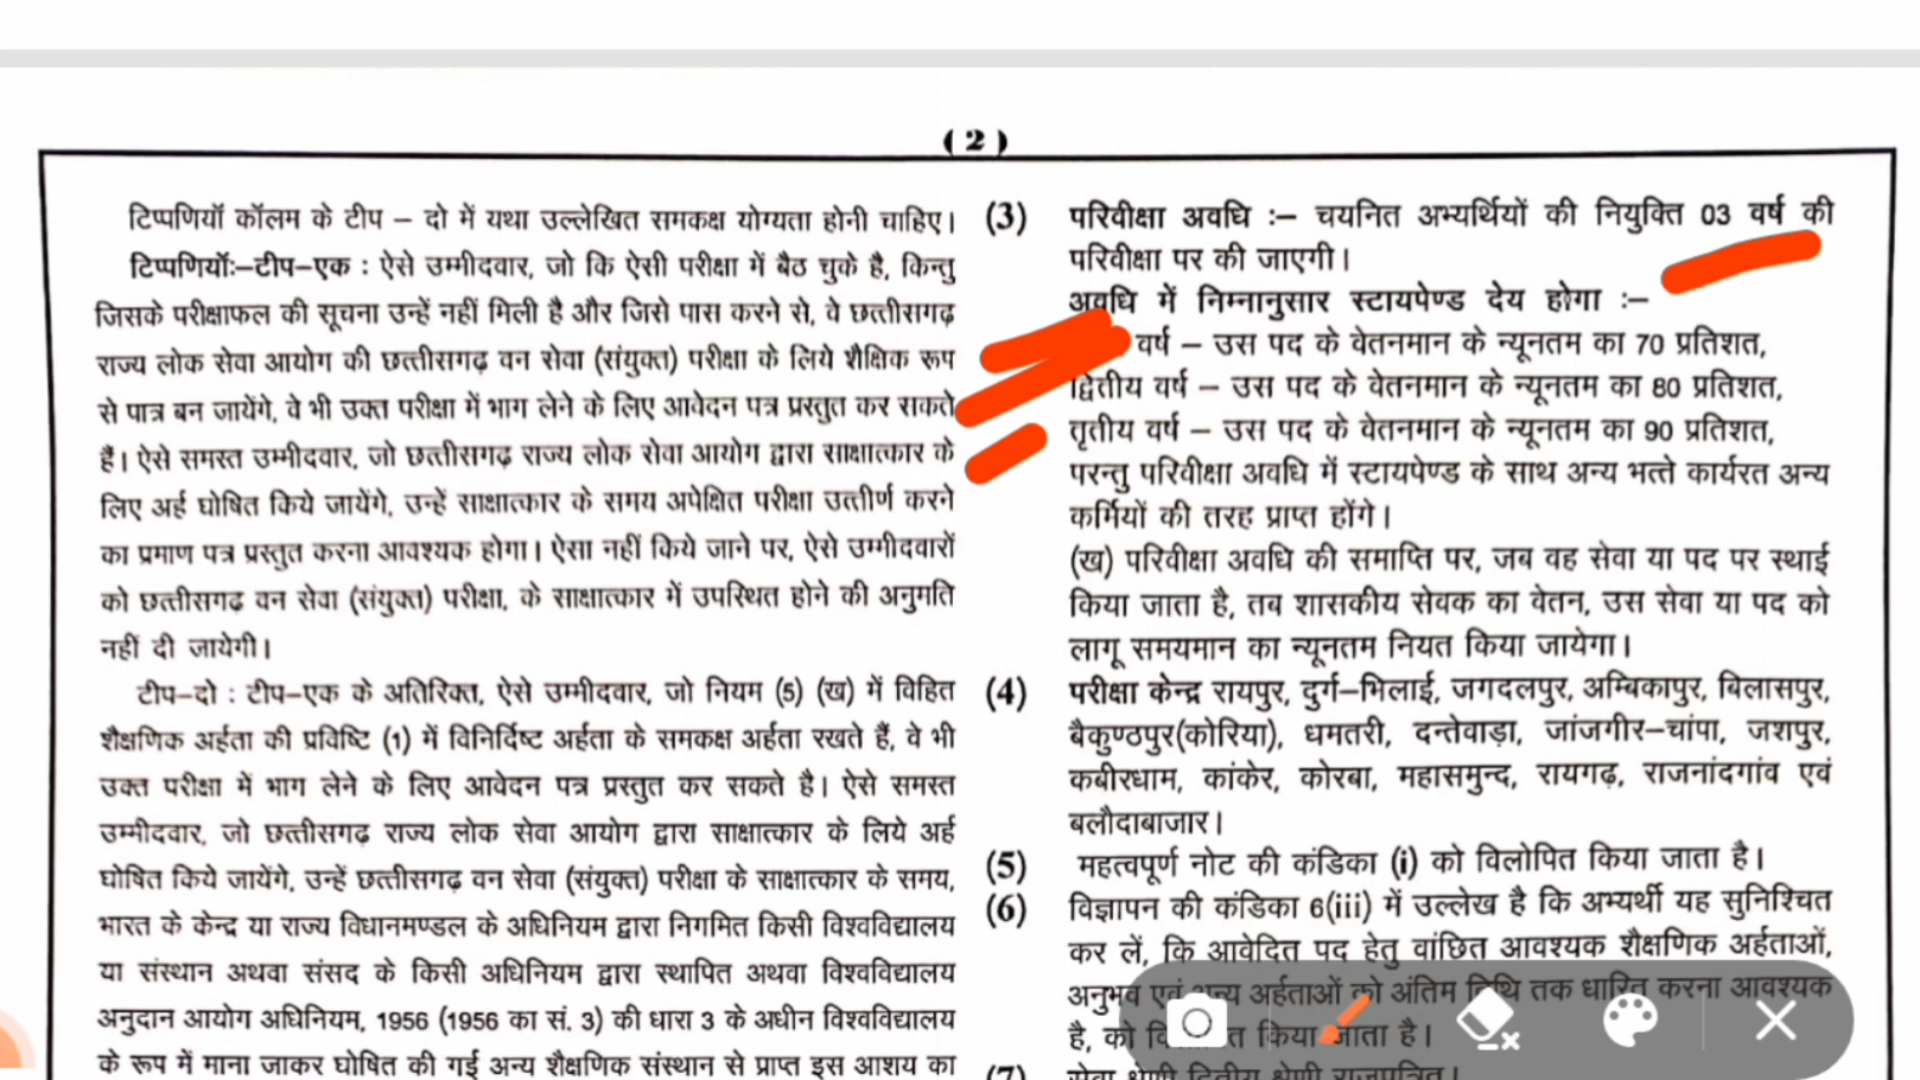 ( 2 )
टिप्पणियॉ कॉलम के टीप – दो में यथा उल्लेखित समकक्ष योग्यता होनी चाहिए।
टिप्पणियॉः–टीप–एक : ऐसे उम्मीदवार, जो कि ऐसी परीक्षा में बैठ चुके है, किन्तु
जिसके परीक्षाफल की सूचना उन्हें नहीं मिली है और जिसे पास करने से, वे छत्तीसगढ़
राज्य लोक सेवा आयोग की छत्तीसगढ़ वन सेवा (संयुक्त) परीक्षा के लिये शैक्षिक रूप
से पात्र बन जायेंगे, वे भी उक्त परीक्षा में भाग लेने के लिए आवेदन पत्र प्रस्तुत कर सकते
हैं। ऐसे समस्त उम्मीदवार, जो छत्तीसगढ़ राज्य लोक सेवा आयोग द्वारा साक्षात्कार के
लिए अर्ह घोषित किये जायेंगे, उन्हें साक्षात्कार के समय अपेक्षित परीक्षा उत्तीर्ण करने
का प्रमाण पत्र प्रस्तुत करना आवश्यक होगा। ऐसा नहीं किये जाने पर, ऐसे उम्मीदवारों
को छत्तीसगढ वन सेवा (संयुक्त) परीक्षा, के साक्षात्कार में उपस्थित होने की अनुमति
नहीं दी जायेगी।
टीप–दो : टीप–एक के अतिरिक्त, ऐसे उम्मीदवार, जो नियम (5) (ख) में विहित
शैक्षणिक अर्हता की प्रविष्टि (1) में विनिर्दिष्ट अर्हता के समकक्ष अर्हता रखते हैं, वे भी
उक्त परीक्षा में भाग लेने के लिए आवेदन पत्र प्रस्तुत कर सकते है। ऐसे समस्त
उम्मीदवार, जो छत्तीसगढ़ राज्य लोक सेवा आयोग द्वारा साक्षात्कार के लिये अर्ह
घोषित किये जायेंगे, उन्हें छत्तीसगढ़ वन सेवा (संयुक्त) परीक्षा के साक्षात्कार के समय,
भारत के केन्द्र या राज्य विधानमण्डल के अधिनियम द्वारा निगमित किसी विश्वविद्यालय
या संस्थान अथवा संसद के किसी अधिनियम द्वारा स्थापित अथवा विश्वविद्यालय
अनुदान आयोग अधिनियम, 1956 (1956 का सं. 3) की धारा 3 के अधीन विश्वविद्यालय
के रूप में माना जाकर घोषित की गई अन्य शैक्षणिक संस्थान से प्राप्त इस आशय का
(3) परिवीक्षा अवधि :– चयनित अभ्यर्थियों की नियुक्ति 03 वर्ष की
परिवीक्षा पर की जाएगी।
अवधि में निम्नानुसार स्टायपेण्ड देय होगा :–
वर्ष – उस पद के वेतनमान के न्यूनतम का 70 प्रतिशत,
द्वितीय वर्ष – उस पद के वेतनमान के न्यूनतम का 80 प्रतिशत,
तृतीय वर्ष – उस पद के वेतनमान के न्यूनतम का 90 प्रतिशत,
परन्तु परिवीक्षा अवधि में स्टायपेण्ड के साथ अन्य भत्ते कार्यरत अन्य
कर्मियों की तरह प्राप्त होंगे।
(ख) परिवीक्षा अवधि की समाप्ति पर, जब वह सेवा या पद पर स्थाई
किया जाता है, तब शासकीय सेवक का वेतन, उस सेवा या पद को
लागू समयमान का न्यूनतम नियत किया जायेगा।
(4) परीक्षा केन्द्र रायपुर, दुर्ग–भिलाई, जगदलपुर, अम्बिकापुर, बिलासपुर,
बैकुण्ठपुर(कोरिया), धमतरी, दन्तेवाड़ा, जांजगीर–चांपा, जशपुर,
कबीरधाम, कांकेर, कोरबा, महासमुन्द, रायगढ़, राजनांदगांव एवं
बलौदाबाजार।
(5) महत्वपूर्ण नोट की कंडिका (i) को विलोपित किया जाता है।
(6) विज्ञापन की कंडिका 6(iii) में उल्लेख है कि अभ्यर्थी यह सुनिश्चित
कर लें, कि आवेदित पद हेतु वांछित आवश्यक शैक्षणिक अर्हताओं,
अनुभव एवं अन्य अर्हताओं को अंतिम तिथि तक धारित करना आवश्यक
है, को किया जाता है।
(7) सेवा श्रेणी द्वितीय श्रेणी राजपत्रित।